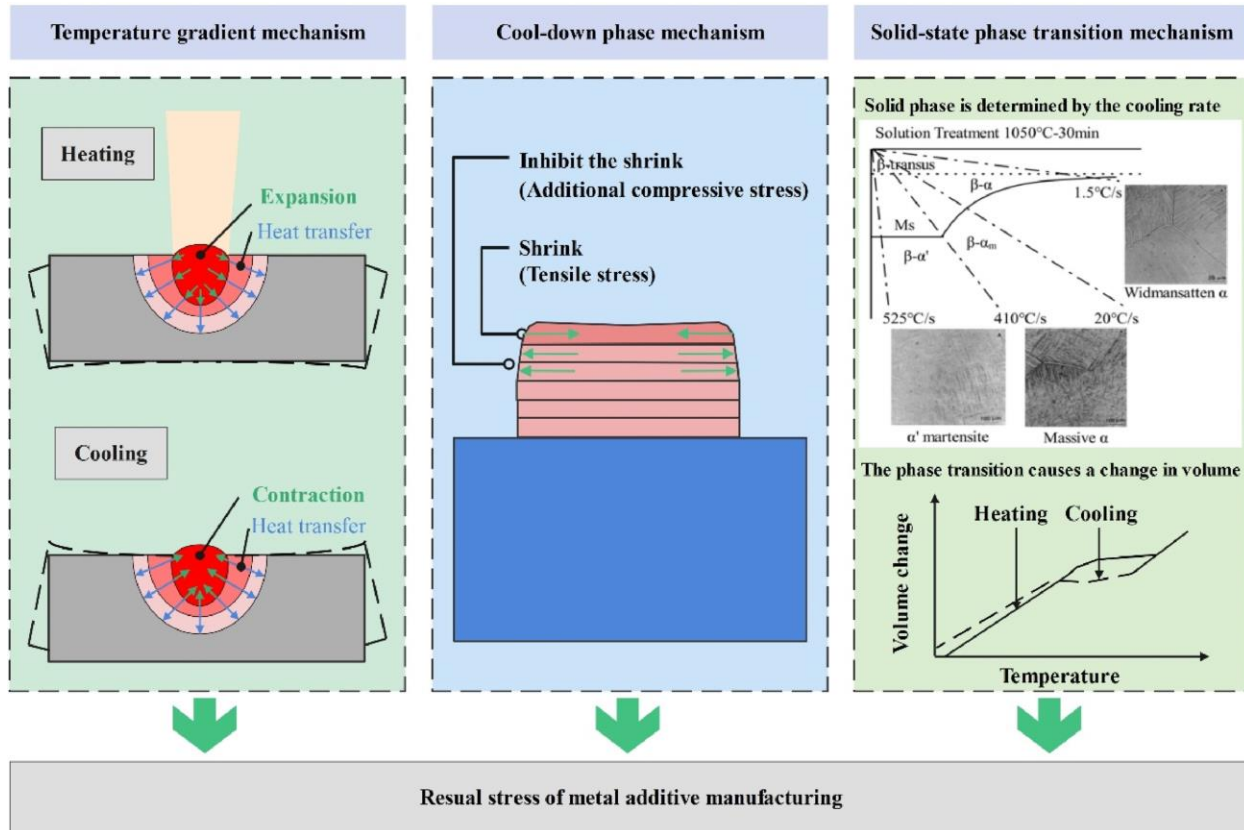 Temperature gradient mechanism
Heating
Expansion
Heat transfer
Cooling
Contraction
Heat transfer
Cool-down phase mechanism
Inhibit the shrink
(Additional compressive stress)
Shrink
(Tensile stress)
Solid-state phase transition mechanism
Solid phase is determined by the cooling rate
Solution Treatment 1050°C-30min
β-transus
β-α
1.5°C/s
Ms
β-αm
β-α'
Widmansatten α
525°C/s
410°C/s
20°C/s
α' martensite
Massive α
The phase transition causes a change in volume
Heating
Cooling
Volume change
Temperature
Resual stress of metal additive manufacturing